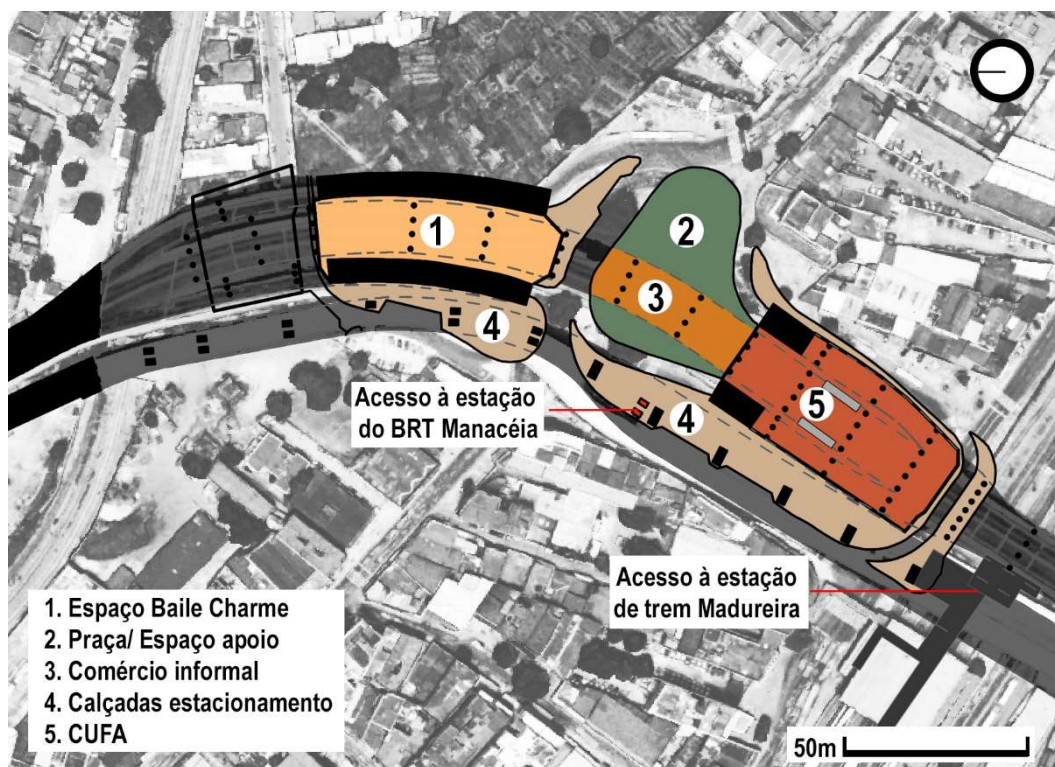 1
2
3
4
Acesso à estação
do BRT Manacéia
4
5
Acesso à estação
de trem Madureira
1. Espaço Baile Charme
2. Praça/ Espaço apoio
3. Comércio informal
4. Calçadas estacionamento
5. CUFA
50m